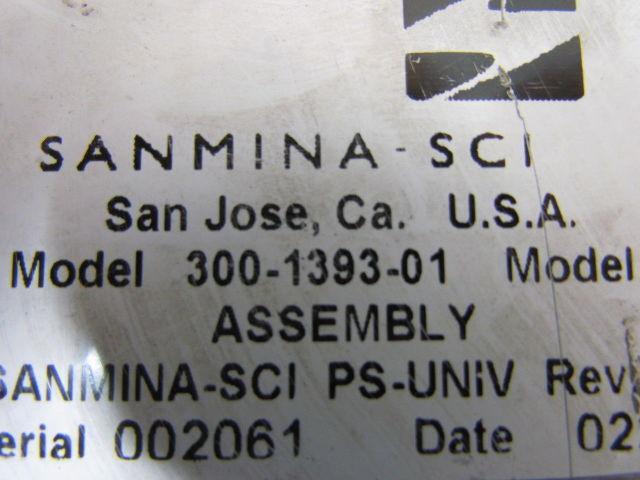 SANMINA-SCI
San Jose, Ca. U.S.A.
Model 300-1393-01 Model
ASSEMBLY
SANMINA-SCI PS-UNIV Rev
erial 002061 Date 02